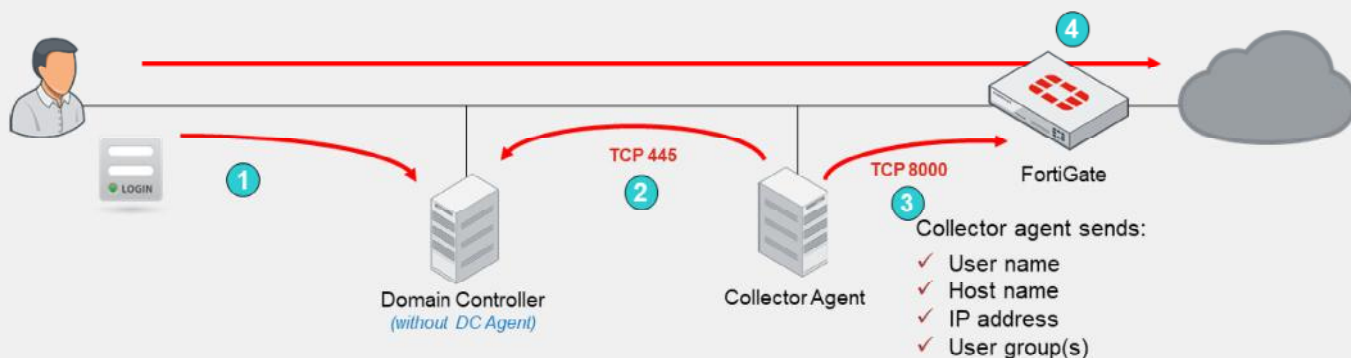 4
LOGIN
1
TCP 445
2
TCP 8000
3
FortiGate
Domain Controller
(without DC Agent)
Collector Agent
Collector agent sends:
✓ User name
✓ Host name
✓ IP address
✓ User group(s)